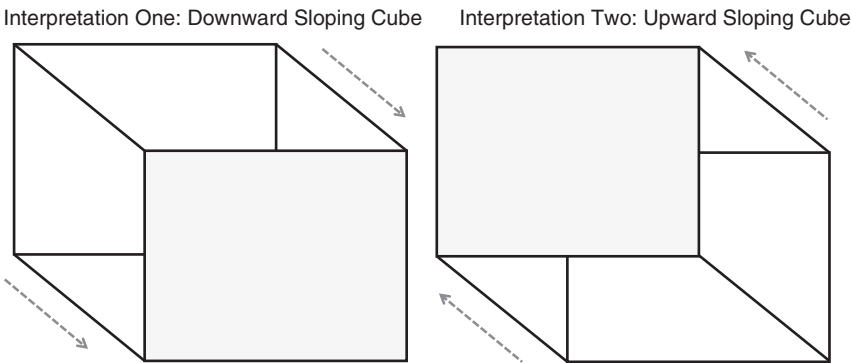 Interpretation One: Downward Sloping Cube
Interpretation Two: Upward Sloping Cube